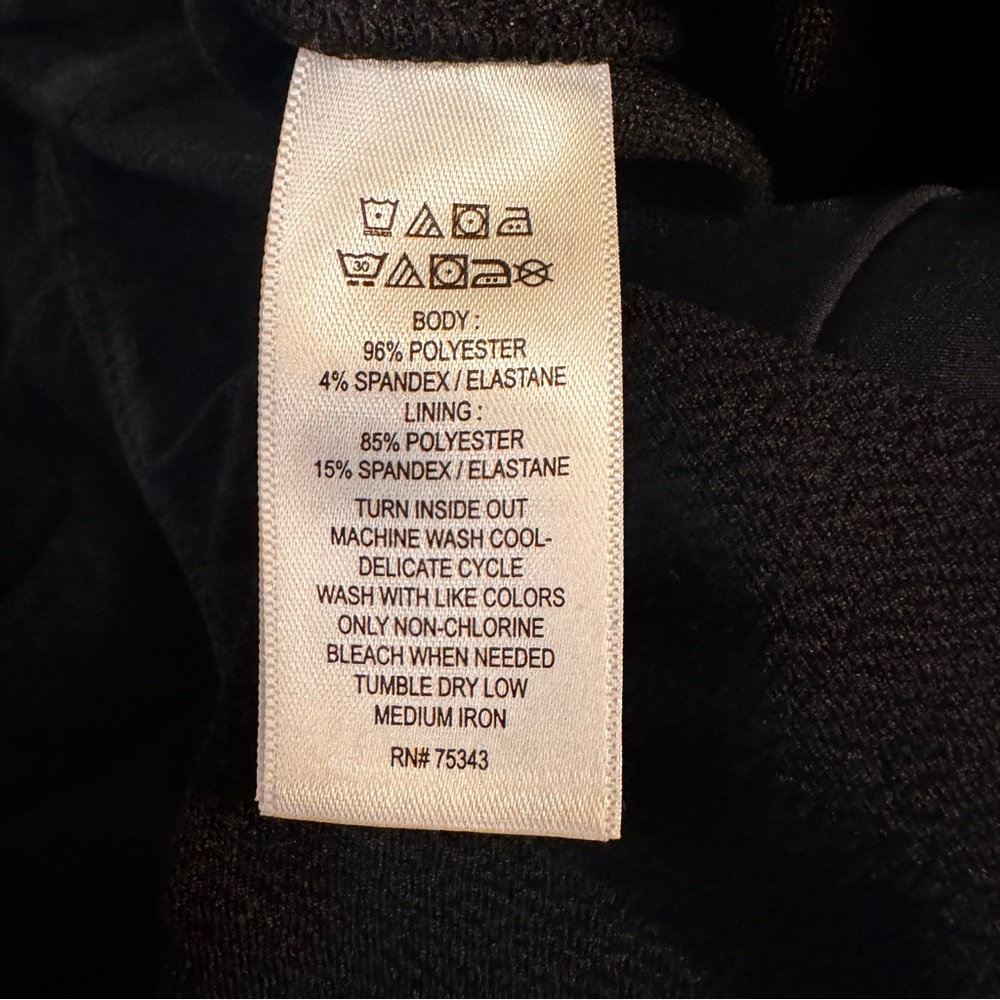 30
BODY :
96% POLYESTER
4% SPANDEX / ELASTANE
LINING :
85% POLYESTER
15% SPANDEX / ELASTANE
TURN INSIDE OUT
MACHINE WASH COOL-
DELICATE CYCLE
WASH WITH LIKE COLORS
ONLY NON-CHLORINE
BLEACH WHEN NEEDED
TUMBLE DRY LOW
MEDIUM IRON
RN# 75343